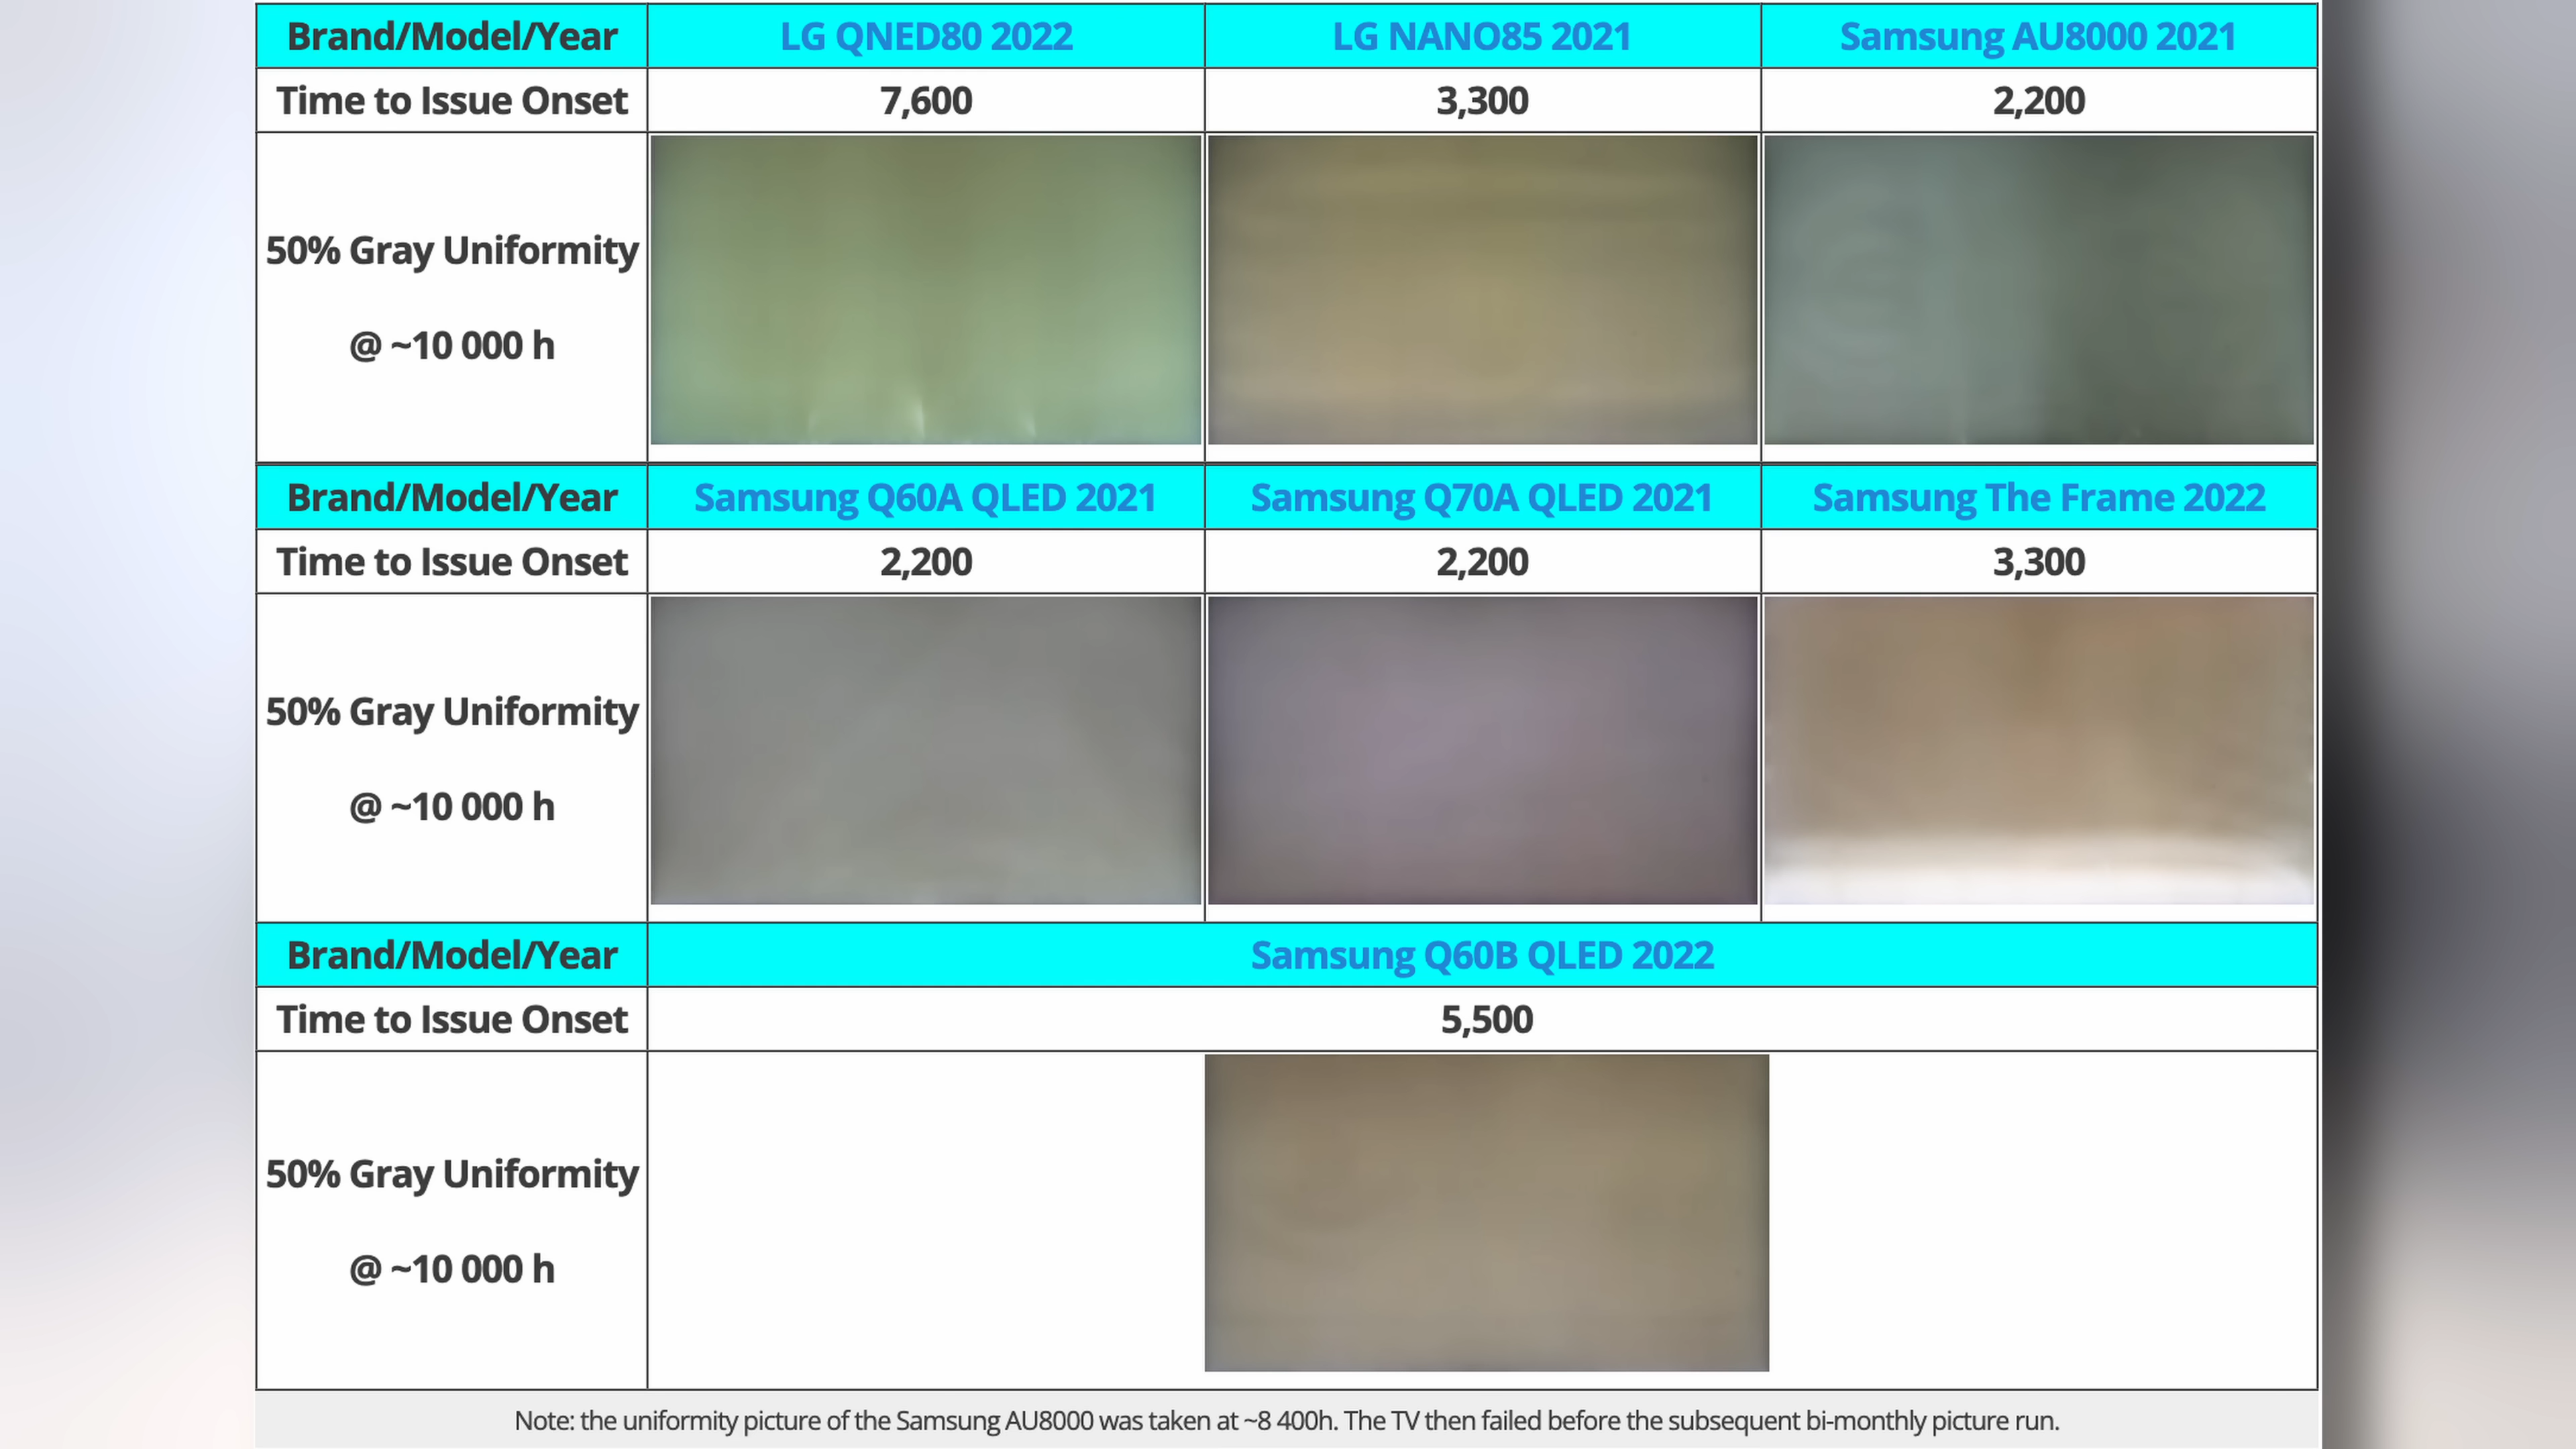 Brand/Model/Year LG QNED80 2022 LG NANO85 2021 Samsung AU8000 2021
Time to Issue Onset 7,600 3,300 2,200
50% Gray Uniformity
@ ~10 000 h
Brand/Model/Year Samsung Q60A QLED 2021 Samsung Q70A QLED 2021 Samsung The Frame 2022
Time to Issue Onset 2,200 2,200 3,300
50% Gray Uniformity
@ ~10 000 h
Brand/Model/Year Samsung Q60B QLED 2022
Time to Issue Onset 5,500
50% Gray Uniformity
@ ~10 000 h
Note: the uniformity picture of the Samsung AU8000 was taken at ~8 400h. The TV then failed before the subsequent bi-monthly picture run.